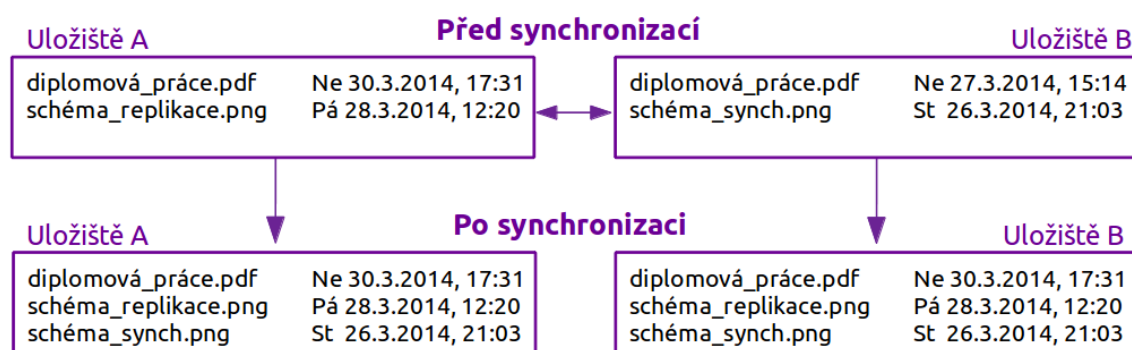 Před synchronizací
Uložiště A
Uložiště B
diplomová_práce.pdf Ne 30.3.2014, 17:31
schéma_replikace.png Pá 28.3.2014, 12:20
diplomová_práce.pdf Ne 27.3.2014, 15:14
schéma_synch.png St 26.3.2014, 21:03
Po synchronizaci
Uložiště A
Uložiště B
diplomová_práce.pdf Ne 30.3.2014, 17:31
schéma_replikace.png Pá 28.3.2014, 12:20
schéma_synch.png St 26.3.2014, 21:03
diplomová_práce.pdf Ne 30.3.2014, 17:31
schéma_replikace.png Pá 28.3.2014, 12:20
schéma_synch.png St 26.3.2014, 21:03